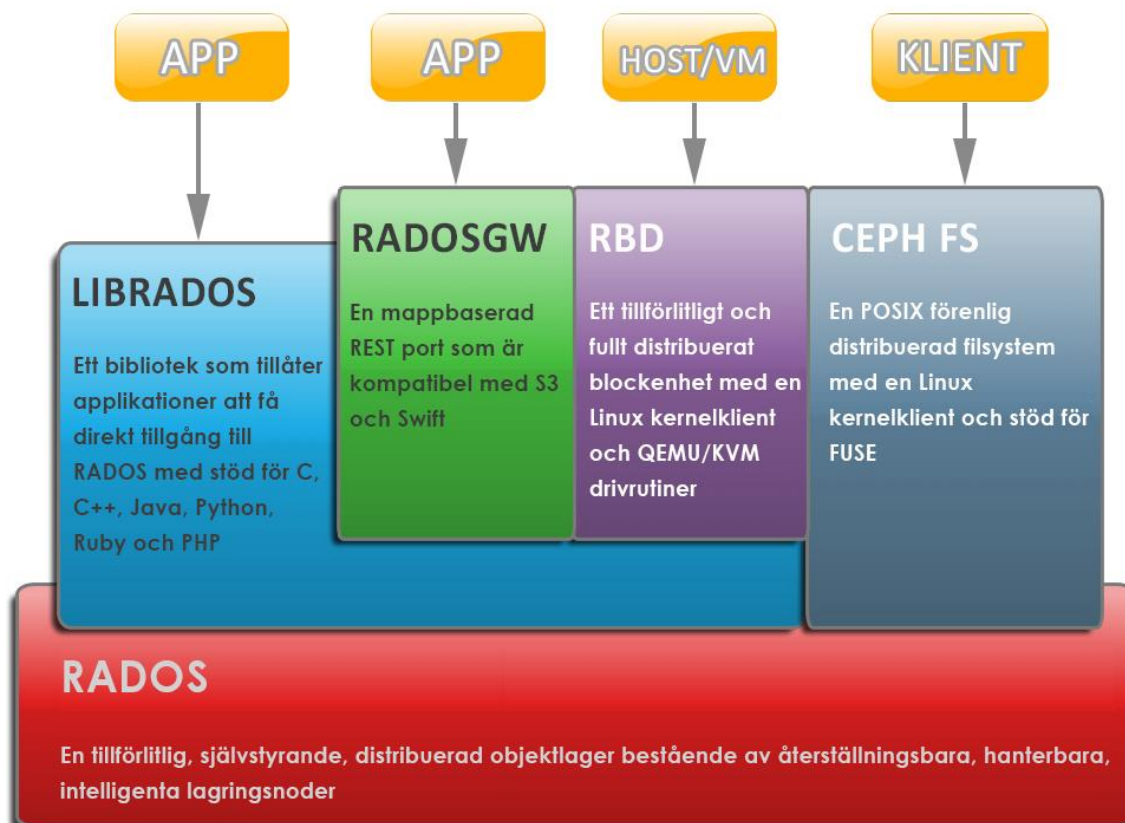 APP
APP
HOST/VM
KLIENT
LIBRADOS
Ett bibliotek som tillåter
applikationer att få
direkt tillgång till
RADOS med stöd för C,
C++, Java, Python,
Ruby och PHP
RADOSGW
En mappbaserad
REST port som är
kompatibel med S3
och Swift
RBD
Ett tillförlitligt och
fullt distribuerat
blockenhet med en
Linux kernelklient
och QEMU/KVM
drivrutiner
CEPH FS
En POSIX förenlig
distribuerad filsystem
med en Linux
kernelklient och stöd för
FUSE
RADOS
En tillförlitlig, självstyrande, distribuerad objektlager bestående av återställningsbara, hanterbara,
intelligenta lagringsnoder